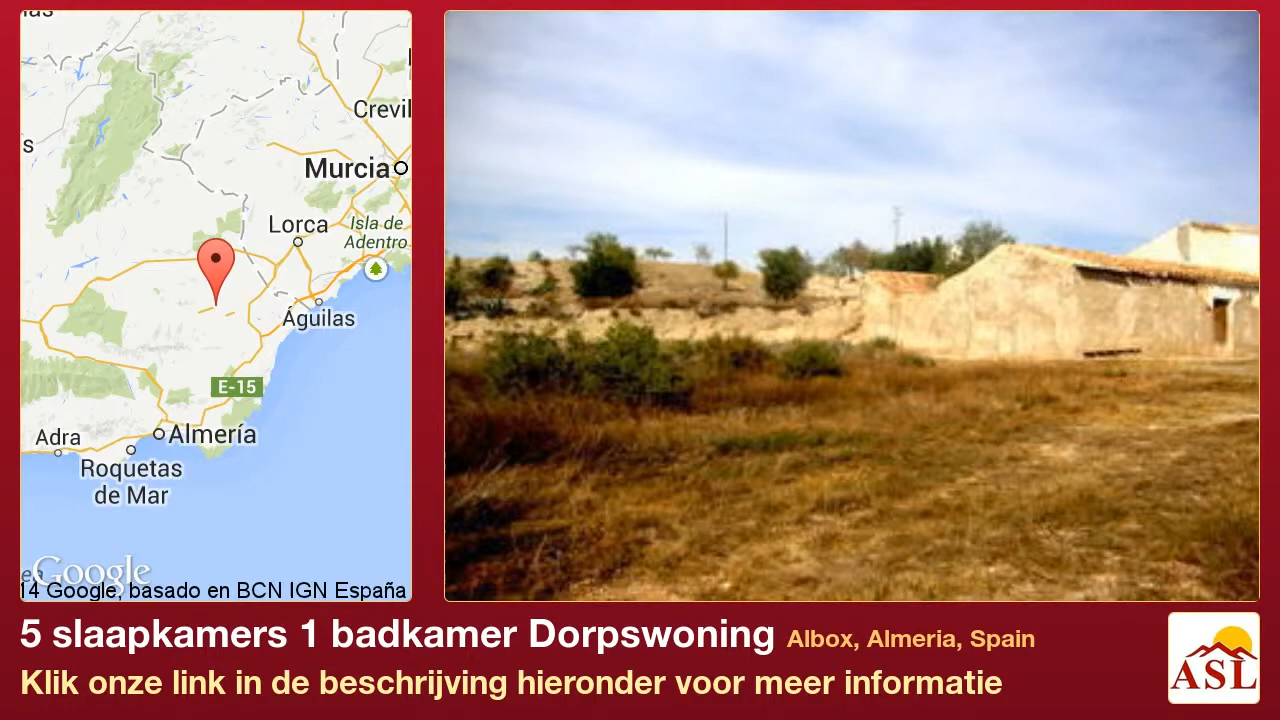 Crevil
s
Murcia
Lorca
Isla de
Adentro
Águilas
E-15
Adra
Almería
Roquetas
de Mar
Google
14 Google, basado en BCN IGN España
5 slaapkamers 1 badkamer Dorpswoning Albox, Almeria, Spain
Klik onze link in de beschrijving hieronder voor meer informatie
ASL